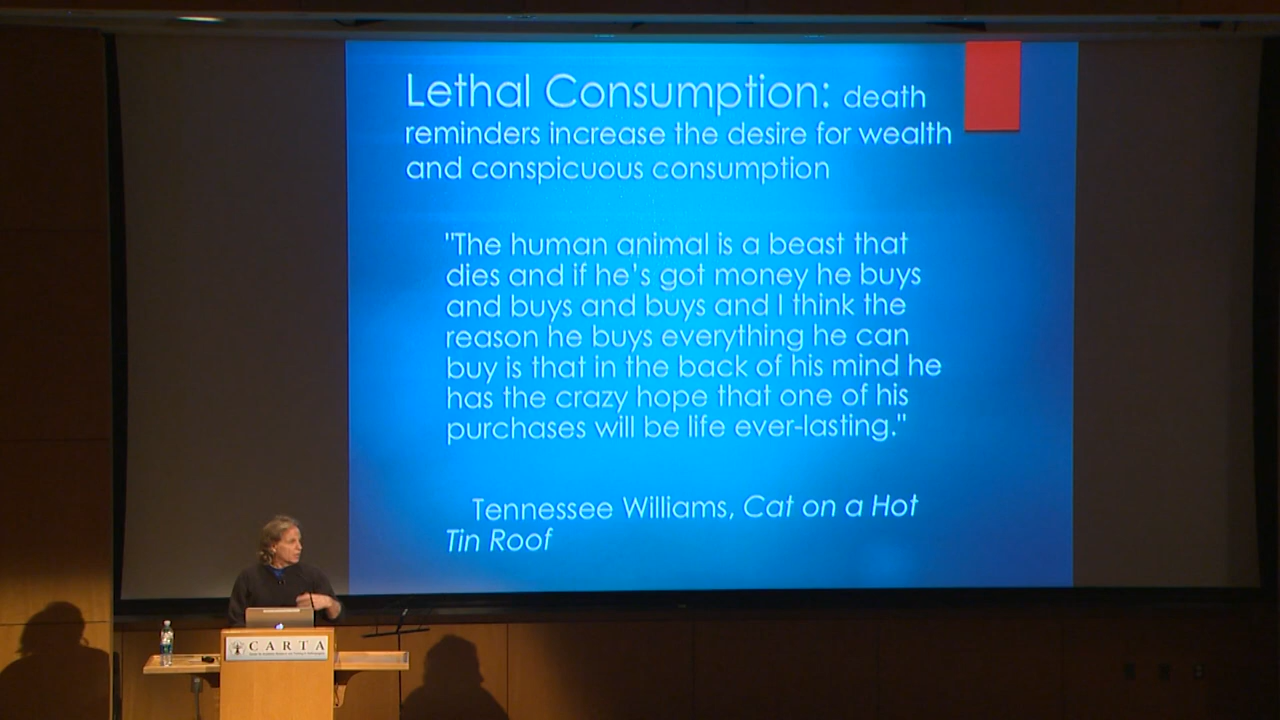 Lethal Consumption: death
reminders increase the desire for wealth
and conspicuous consumption
"The human animal is a beast that
dies and if he's got money he buys
and buys and buys and I think the
reason he buys everything he can
buy is that in the back of his mind he
has the crazy hope that one of his
purchases will be life ever-lasting."
Tennessee Williams, Cat on a Hot
Tin Roof
CARTA